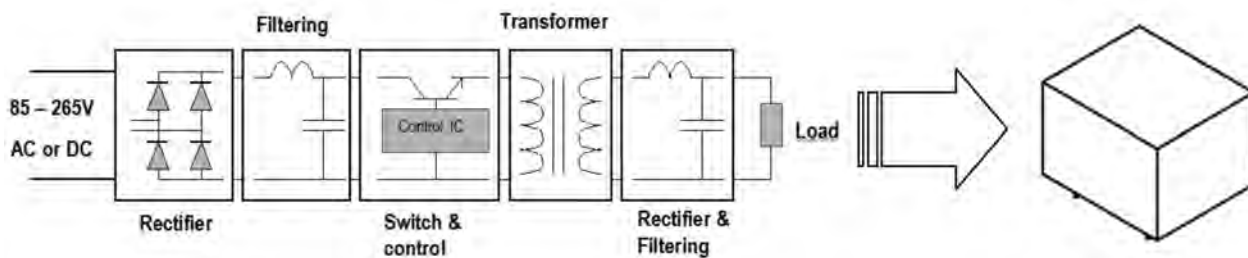 Filtering
Transformer
85 – 265V
AC or DC
Control IC
Load
Rectifier
Switch &
control
Rectifier &
Filtering